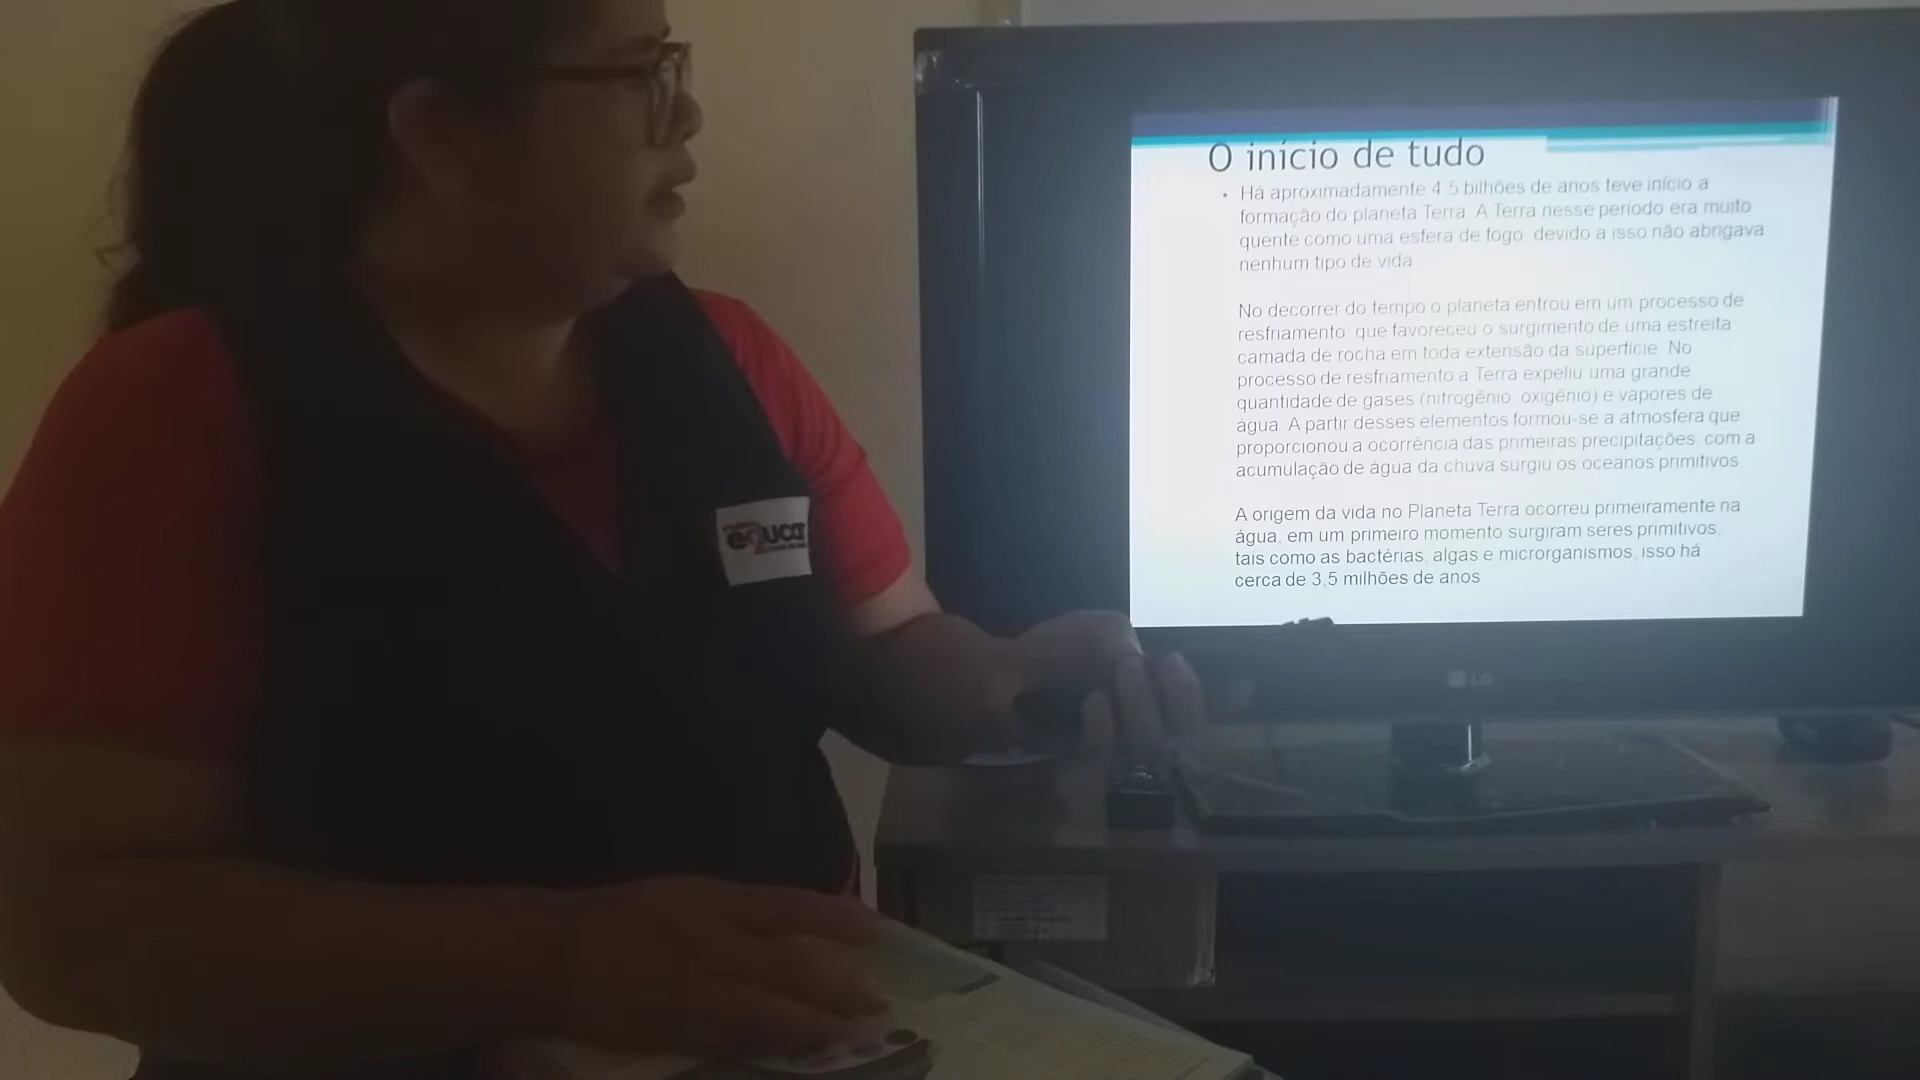 O início de tudo
• Há aproximadamente 4,5 bilhões de anos teve início a
formação do planeta Terra. A Terra nesse período era muito
quente como uma esfera de fogo, devido a isso não abrigava
nenhum tipo de vida.
No decorrer do tempo o planeta entrou em um processo de
resfriamento, que favoreceu o surgimento de uma estreita
camada de rocha em toda extensão da superfície. No
processo de resfriamento a Terra expeliu uma grande
quantidade de gases (nitrogênio, oxigênio) e vapores de
água. A partir desses elementos formou-se a atmosfera que
proporcionou a ocorrência das primeiras precipitações, com a
acumulação de água da chuva surgiu os oceanos primitivos.
A origem da vida no Planeta Terra ocorreu primeiramente na
água, em um primeiro momento surgiram seres primitivos,
tais como as bactérias, algas e microrganismos, isso há
cerca de 3,5 milhões de anos
LG